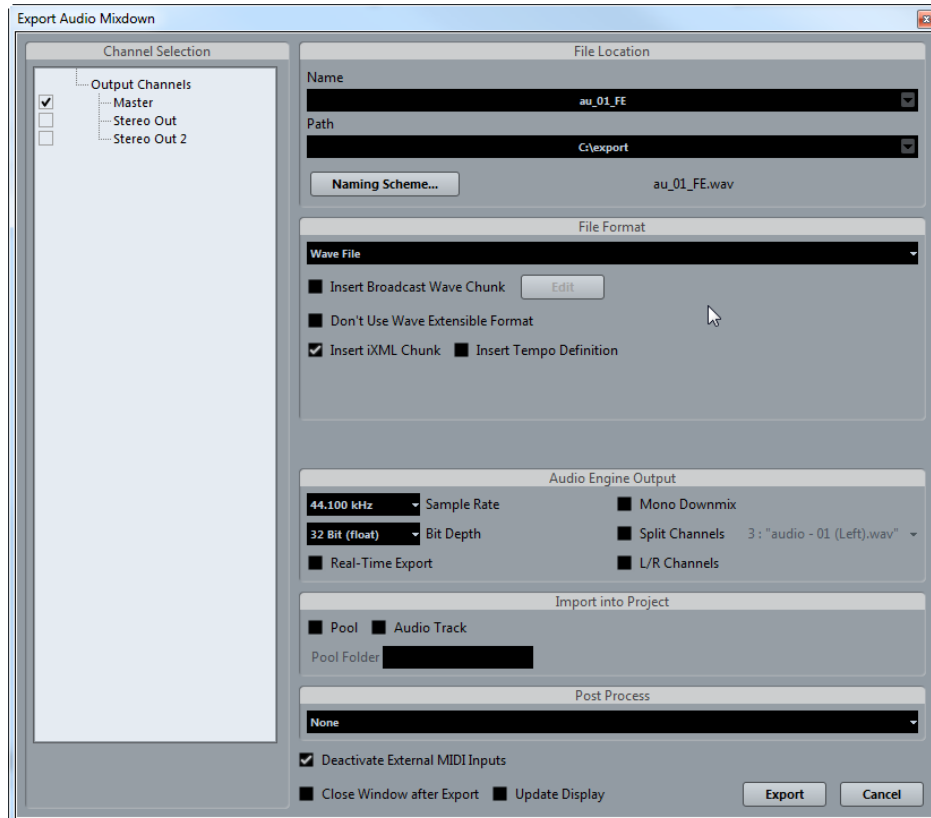 Export Audio Mixdown
Channel Selection
Output Channels
Master
Stereo Out
Stereo Out 2
File Location
Name
au_01_FE
Path
C:\export
Naming Scheme...
au_01_FE.wav
File Format
Wave File
Insert Broadcast Wave Chunk
Edit
Don't Use Wave Extensible Format
Insert iXML Chunk
Insert Tempo Definition
Audio Engine Output
44.100 kHz
Sample Rate
Mono Downmix
32 Bit (float)
Bit Depth
Split Channels
3 : "audio - 01 (Left).wav"
Real-Time Export
L/R Channels
Import into Project
Pool
Audio Track
Pool Folder
Post Process
None
Deactivate External MIDI Inputs
Close Window after Export
Update Display
Export
Cancel